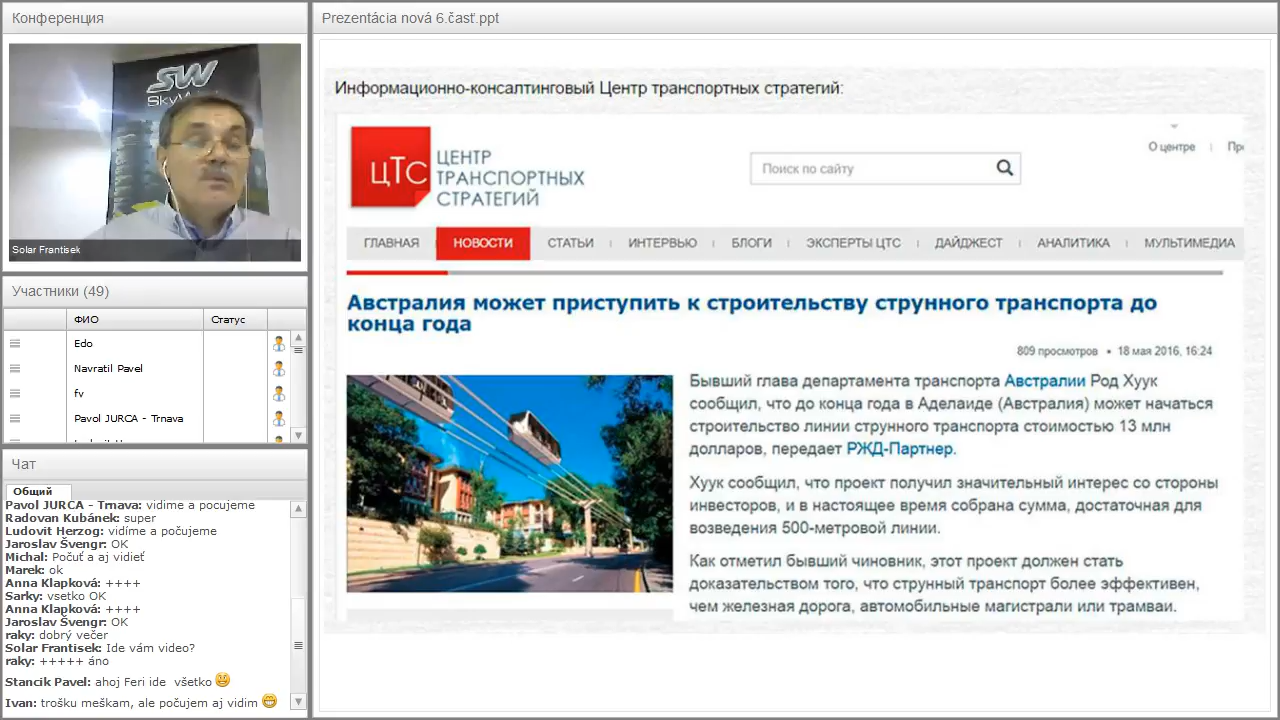 Конференция
SW
SkyW
Solar Frantisek
Участники (49)
ФИО
Статус
Edo
Navratil Pavel
fv
Pavol JURCA - Trnava
Чат
Общий
Pavol JURCA - Trnava: vidime a pocujeme
Radovan Kubánek: super
Ludovit Herzog: vidíme a počujeme
Jaroslav Švengr: OK
Michal: Počuť a aj vidieť
Marek: ok
Anna Klapková: ++++
Sarky: vsetko OK
Anna Klapková: ++++
Jaroslav Švengr: OK
raky: dobrý večer
Solar Frantisek: Ide vám video?
raky: +++++ áno
Stancik Pavel: ahoj Feri ide všetko
Ivan: trošku meškam, ale počujem aj vidim
Prezentácia nová 6.časť.ppt
Информационно-консалтинговый Центр транспортных стратегий:
ЦТС
ЦЕНТР
ТРАНСПОРТНЫХ
СТРАТЕГИЙ
Поиск по сайту
О центре
ГЛАВНАЯ НОВОСТИ СТАТЬИ ИНТЕРВЬЮ БЛОГИ ЭКСПЕРТЫ ЦТС ДАЙДЖЕСТ АНАЛИТИКА МУЛЬТИМЕДИА
Австралия может приступить к строительству струнного транспорта до
конца года
809 просмотров • 18 мая 2016, 16:24
Бывший глава департамента транспорта Австралии Род Хуук
сообщил, что до конца года в Аделаиде (Австралия) может начаться
строительство линии струнного транспорта стоимостью 13 млн
долларов, передает РЖД-Партнер.
Хуук сообщил, что проект получил значительный интерес со стороны
инвесторов, и в настоящее время собрана сумма, достаточная для
возведения 500-метровой линии.
Как отметил бывший чиновник, этот проект должен стать
доказательством того, что струнный транспорт более эффективен,
чем железная дорога, автомобильные магистрали или трамваи.